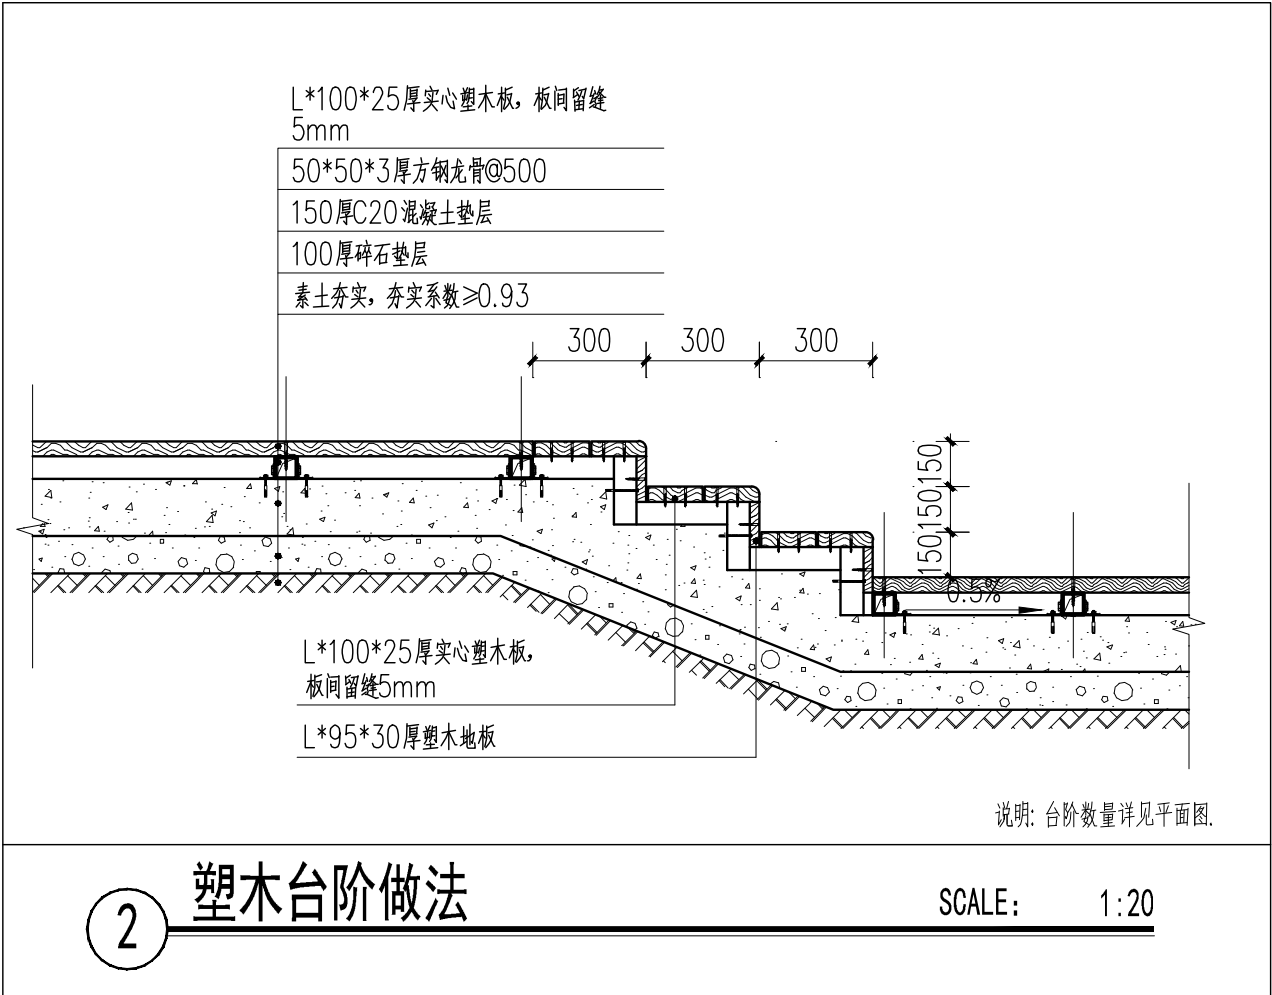 L*100*25厚实心塑木板，板间留缝
5mm
50*50*3厚方钢龙骨@500
150厚C20混凝土垫层
100厚碎石垫层
素土夯实，夯实系数≥0.93
300 300 300
150
150
150
0.5%
L*100*25厚实心塑木板，
板间留缝5mm
L*95*30厚塑木地板
说明: 台阶数量详见平面图.
2 塑木台阶做法 SCALE: 1:20